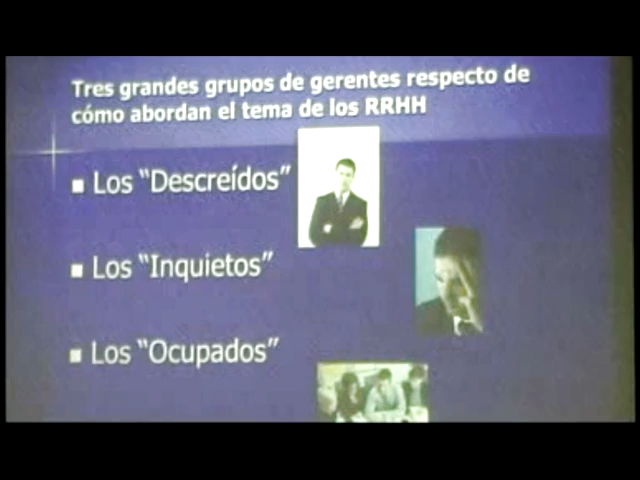 Tres grandes grupos de gerentes respecto de
cómo abordan el tema de los RRHH
Los "Descreídos"
Los "Inquietos"
Los "Ocupados"